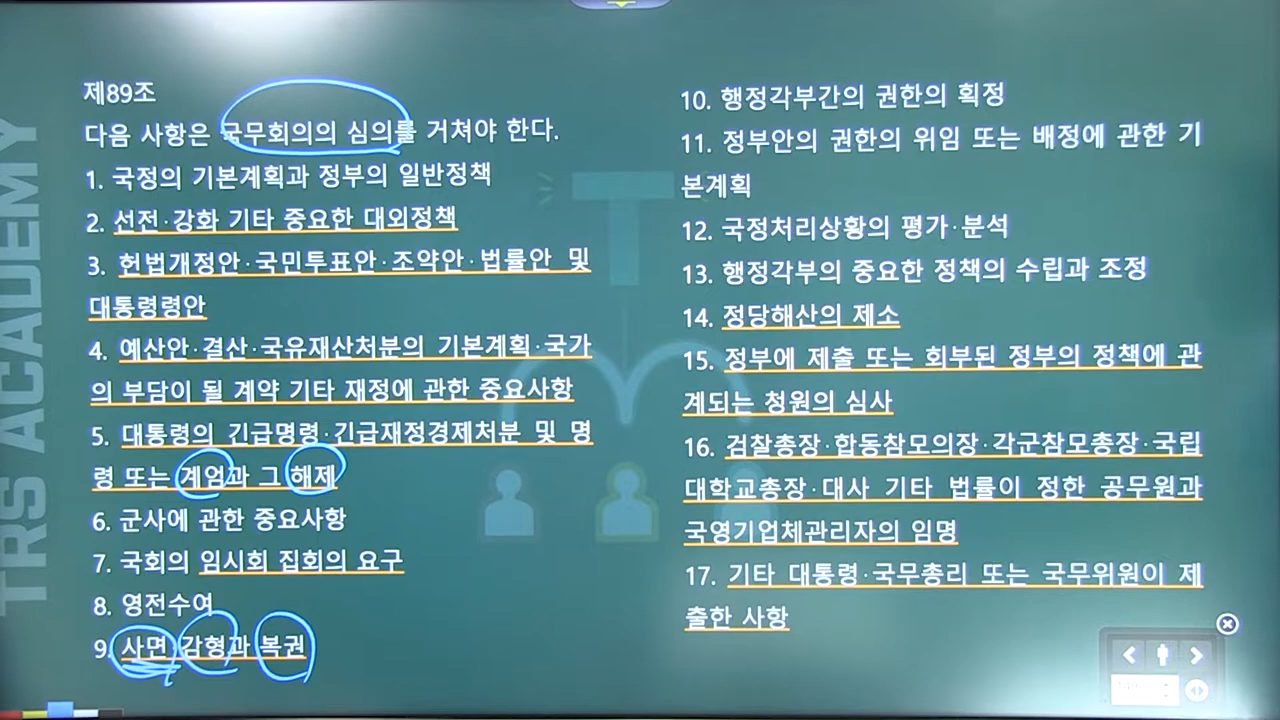 TRS ACADEMY
제89조
다음 사항은 국무회의의 심의를 거쳐야 한다.
1. 국정의 기본계획과 정부의 일반정책
2. 선전·강화 기타 중요한 대외정책
3. 헌법개정안·국민투표안·조약안·법률안 및
대통령령안
4. 예산안·결산·국유재산처분의 기본계획·국가
의 부담이 될 계약 기타 재정에 관한 중요사항
5. 대통령의 긴급명령·긴급재정경제처분 및 명
령 또는 계엄과 그 해제
6. 군사에 관한 중요사항
7. 국회의 임시회 집회의 요구
8. 영전수여
9. 사면·감형과 복권
10. 행정각부간의 권한의 획정
11. 정부안의 권한의 위임 또는 배정에 관한 기
본계획
12. 국정처리상황의 평가·분석
13. 행정각부의 중요한 정책의 수립과 조정
14. 정당해산의 제소
15. 정부에 제출 또는 회부된 정부의 정책에 관
계되는 청원의 심사
16. 검찰총장·합동참모의장·각군참모총장·국립
대학교총장·대사 기타 법률이 정한 공무원과
국영기업체관리자의 임명
17. 기타 대통령·국무총리 또는 국무위원이 제
출한 사항